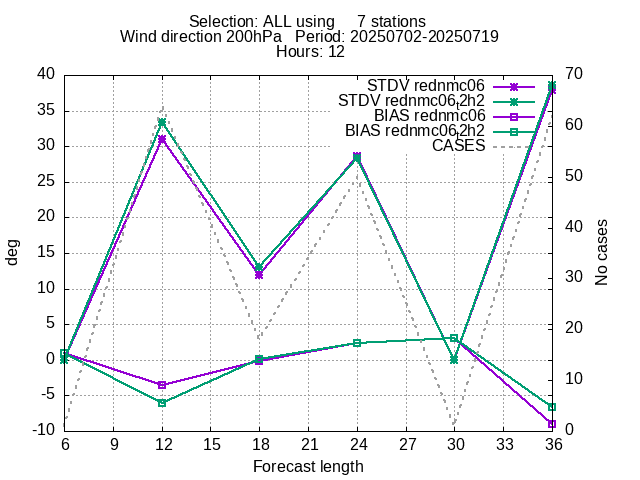 Selection: ALL using 7 stations
Wind direction 200hPa Period: 20250702-20250719
Hours: 12
STDV rednmc06
STDV rednmc06,2h2
BIAS rednmc06
BIAS rednmc06,2h2
CASES
deg
No cases
40
35
30
25
20
15
10
5
0
-5
-10
70
60
50
40
30
20
10
0
6 9 12 15 18 21 24 27 30 33 36
Forecast length